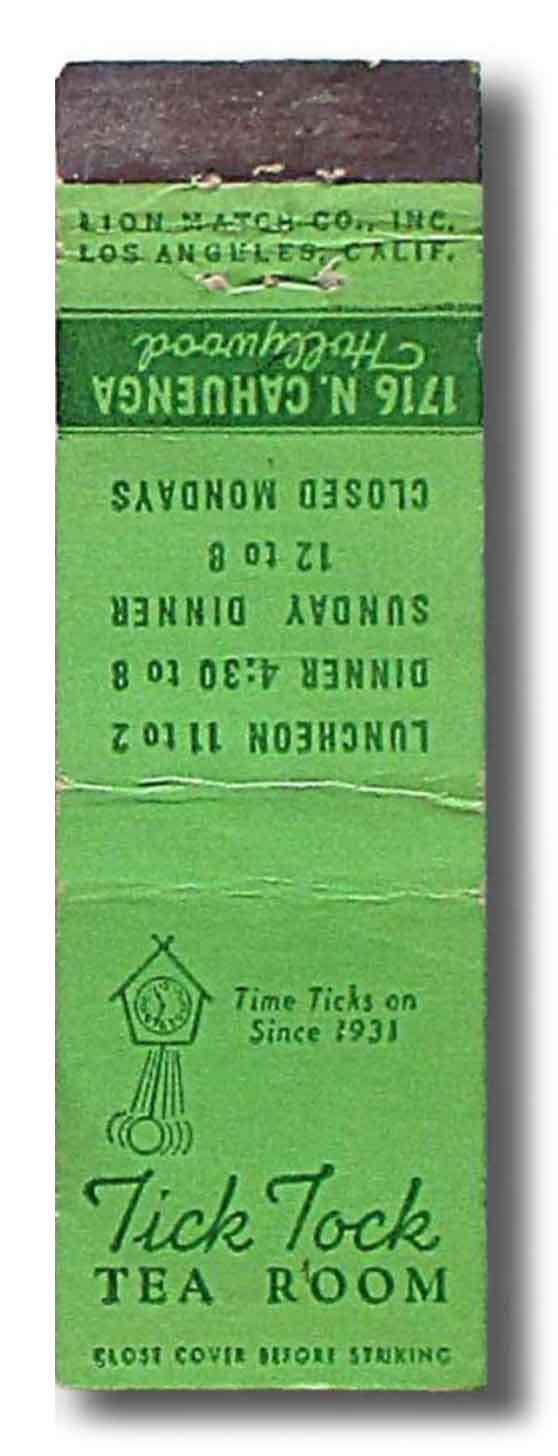 LION MATCH CO., INC.
LOS ANGELES, CALIF.
LUNCHEON 11 to 2
DINNER 4:30 to 8
SUNDAY DINNER
12 to 8
CLOSED MONDAYS
1716 N. CAHUENGA
Hollywood
Time Ticks on
Since 1931
Tick Tock
TEA ROOM
CLOSE COVER BEFORE STRIKING